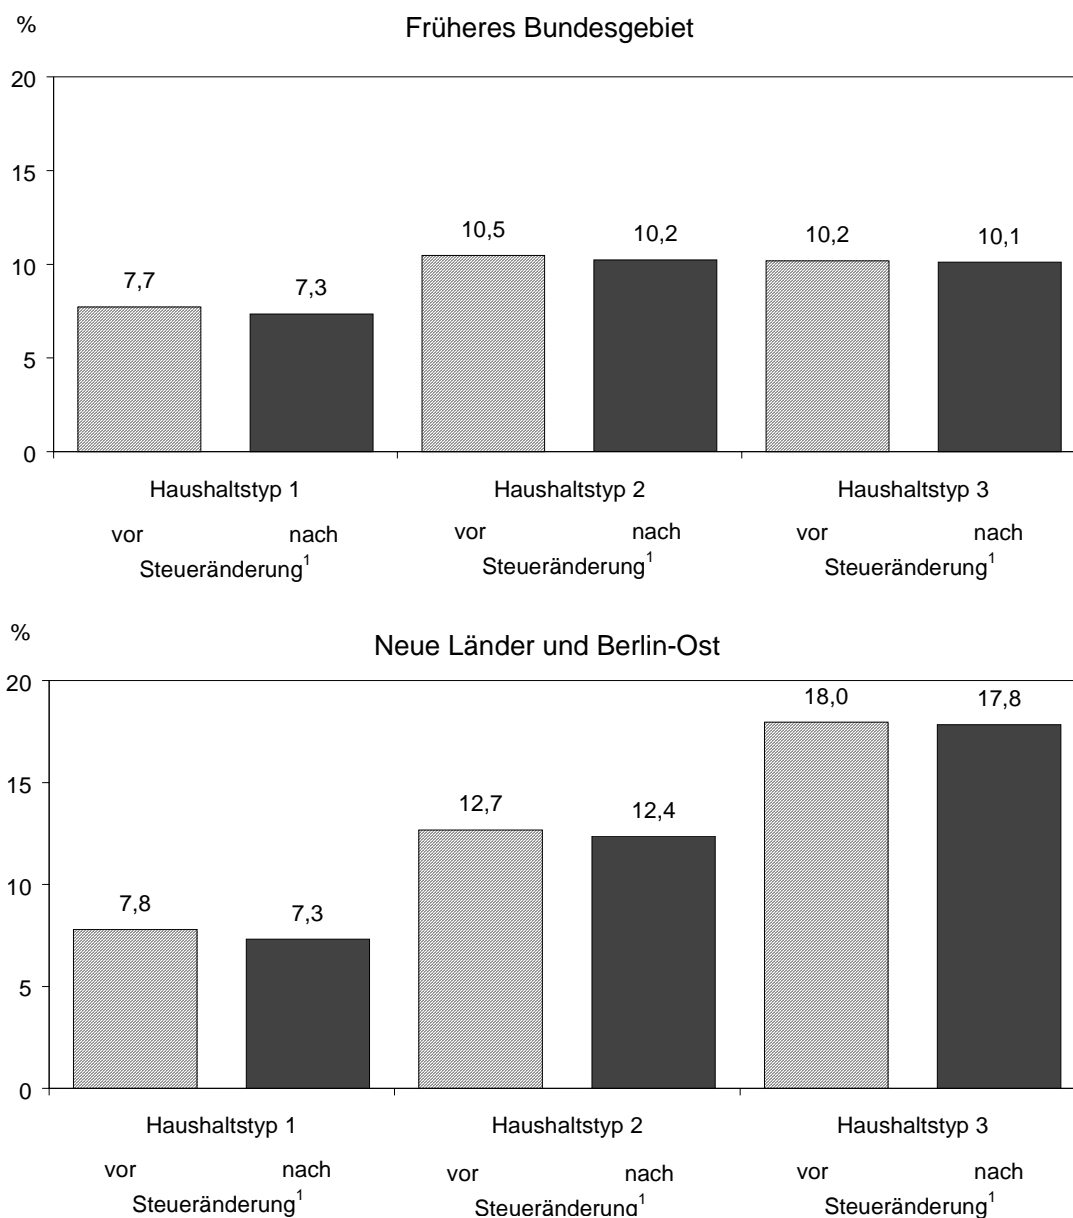 %
Früheres Bundesgebiet
20
15
10
5
0
7,7
7,3
10,5
10,2
10,2
10,1
Haushaltstyp 1
Haushaltstyp 2
Haushaltstyp 3
vor nach
vor nach
vor nach
Steueränderung¹
Steueränderung¹
Steueränderung¹
%
Neue Länder und Berlin-Ost
20
15
10
5
0
7,8
7,3
12,7
12,4
18,0
17,8
Haushaltstyp 1
Haushaltstyp 2
Haushaltstyp 3
vor nach
vor nach
vor nach
Steueränderung¹
Steueränderung¹
Steueränderung¹